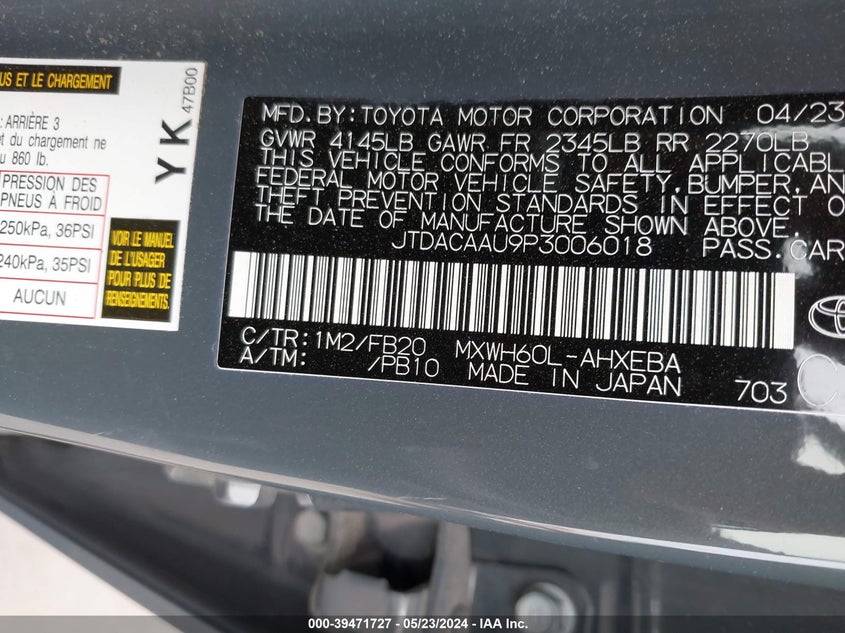 US ET LE CHARGEMENT
: ARRIÈRE 3
et du chargement ne
u 860 lb.
PRESSION DES
PNEUS À FROID
250kPa, 36PSI
240kPa, 35PSI
AUCUN
YK
47B00
VOIR LE MANUEL
DE L'USAGER
POUR PLUS DE
RENSEIGNEMENTS
MFD.BY:TOYOTA MOTOR CORPORATION 04/23
GVWR 4145LB GAWR FR 2345LB RR 2270LB
THIS VEHICLE CONFORMS TO ALL APPLICABL
FEDERAL MOTOR VEHICLE SAFETY,BUMPER,AN
THEFT PREVENTION STANDARDS IN EFFECT O
THE DATE OF MANUFACTURE SHOWN ABOVE.
JTDACAAU9P3006018 PASS.CAR
C/TR:1M2/FB20 MXWH60L-AHXEBA
A/TM: /PB10 MADE IN JAPAN 703
C
000-39471727 - 05/23/2024 - IAA Inc.